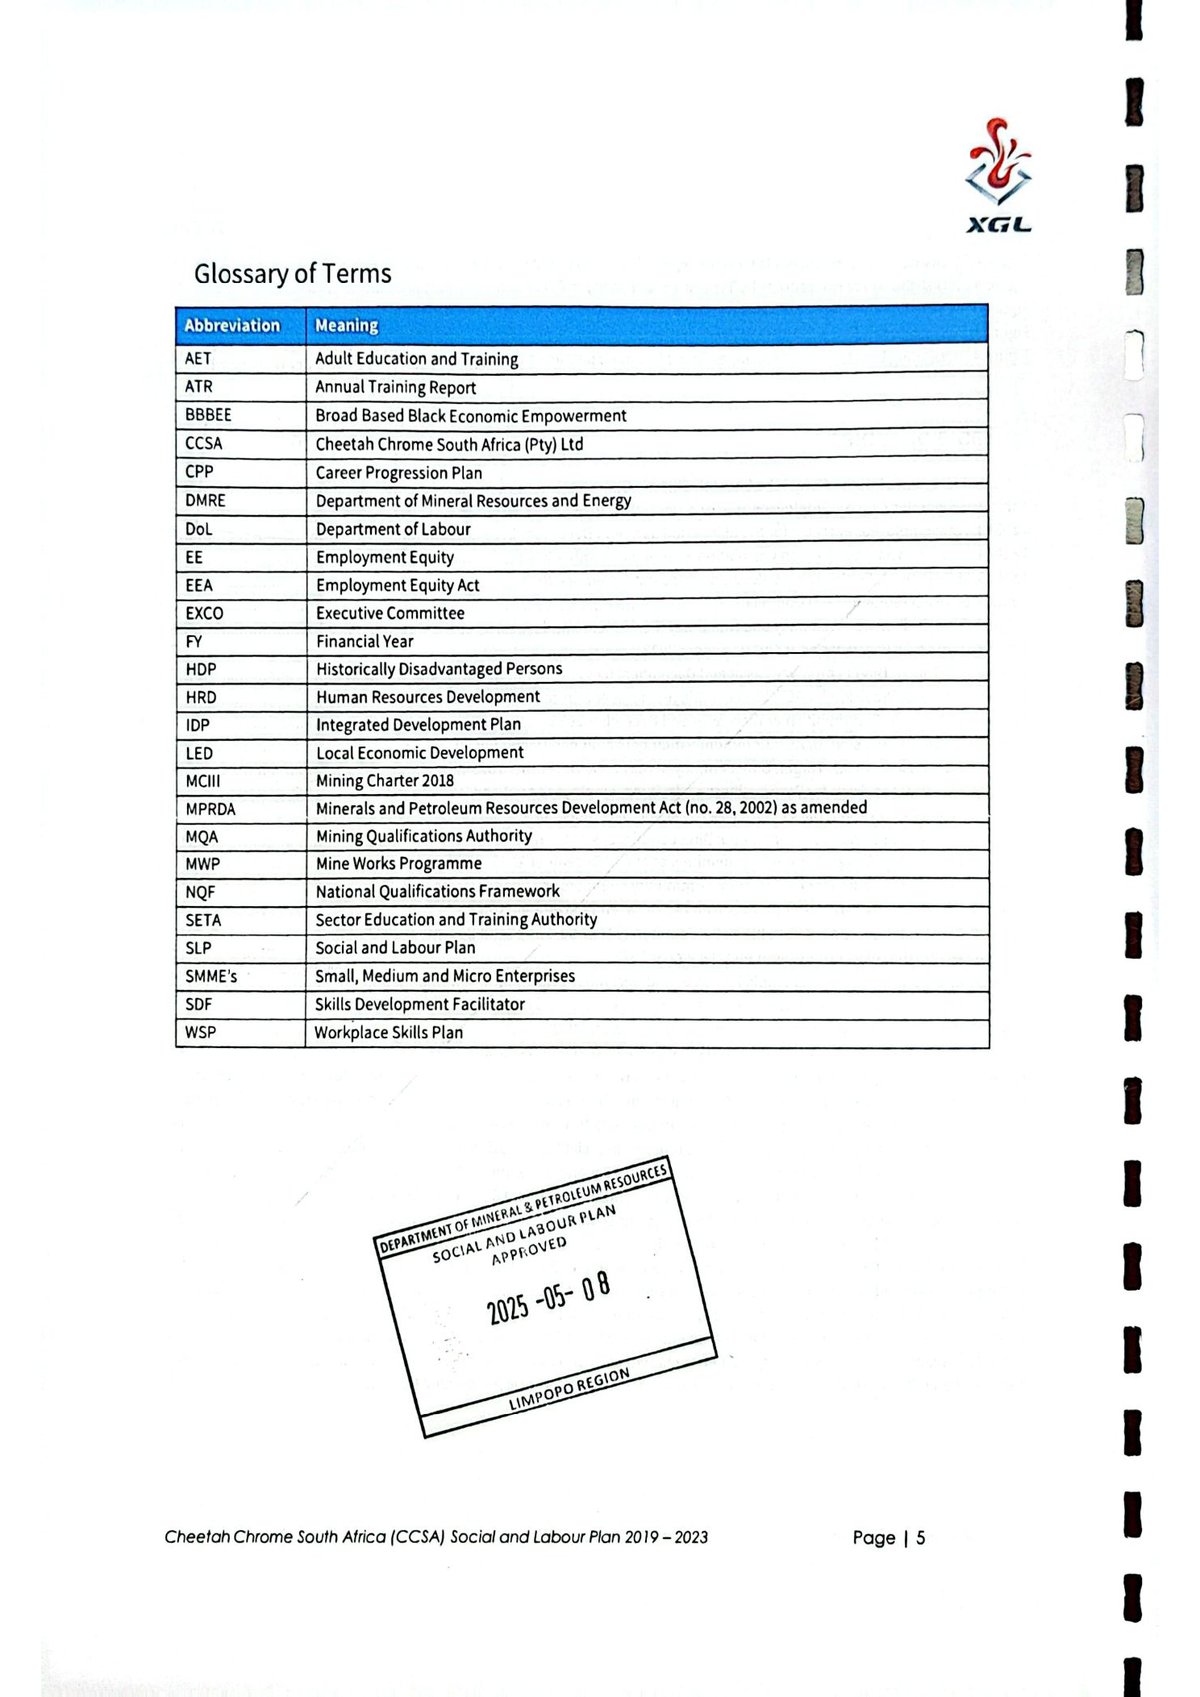 XGL
Glossary of Terms
Abbreviation Meaning
AET Adult Education and Training
ATR Annual Training Report
BBBEE Broad Based Black Economic Empowerment
CCSA Cheetah Chrome South Africa (Pty) Ltd
CPP Career Progression Plan
DMRE Department of Mineral Resources and Energy
DoL Department of Labour
EE Employment Equity
EEA Employment Equity Act
EXCO Executive Committee
FY Financial Year
HDP Historically Disadvantaged Persons
HRD Human Resources Development
IDP Integrated Development Plan
LED Local Economic Development
MCIII Mining Charter 2018
MPRDA Minerals and Petroleum Resources Development Act (no. 28, 2002) as amended
MQA Mining Qualifications Authority
MWP Mine Works Programme
NQF National Qualifications Framework
SETA Sector Education and Training Authority
SLP Social and Labour Plan
SMME's Small, Medium and Micro Enterprises
SDF Skills Development Facilitator
WSP Workplace Skills Plan
DEPARTMENT OF MINERAL & PETROLEUM RESOURCES
SOCIAL AND LABOUR PLAN
APPROVED
2025 -05- 08
LIMPOPO REGION
Cheetah Chrome South Africa (CCSA) Social and Labour Plan 2019 – 2023 Page | 5